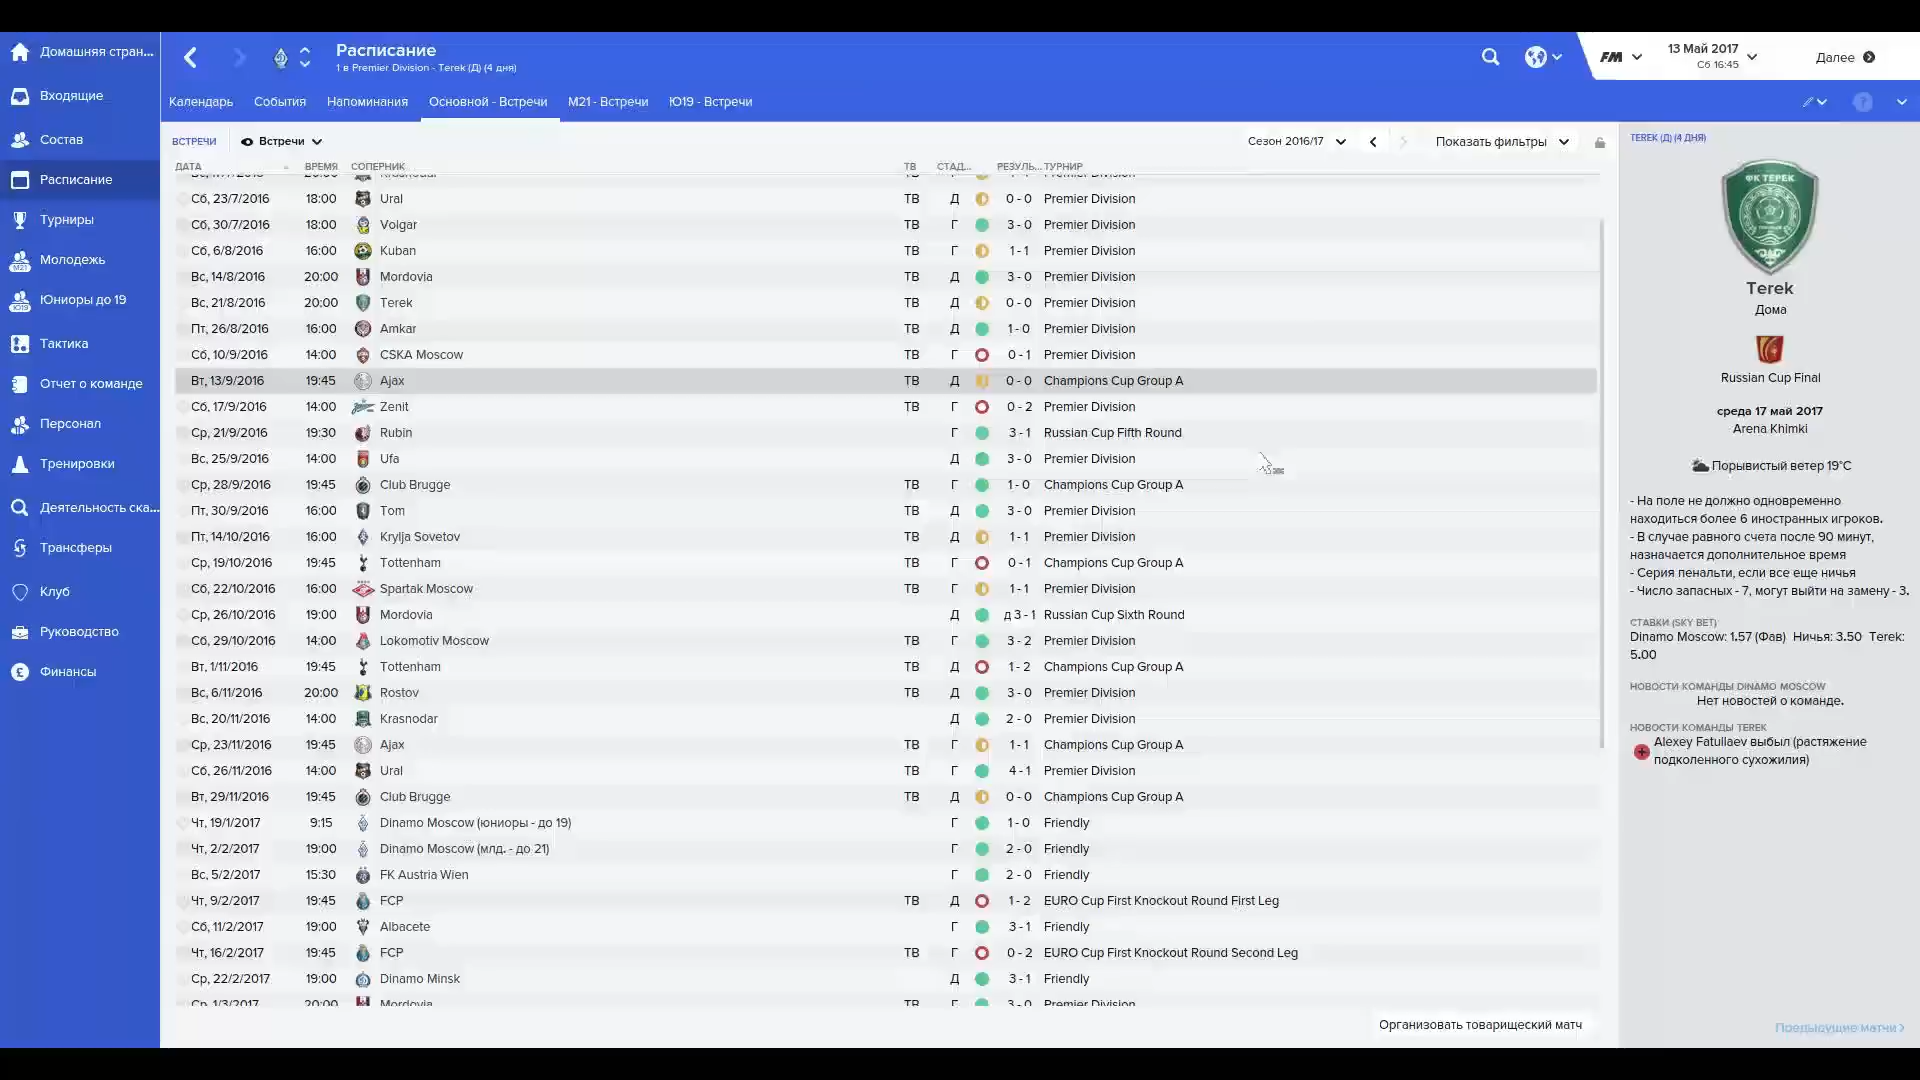 Домашняя стран...
Входящие
Состав
Расписание
Турниры
Молодежь
Юниоры до 19
Тактика
Отчет о команде
Персонал
Тренировки
Деятельность ска...
Трансферы
Клуб
Руководство
Финансы
Расписание
1 в Premier Division - Terek (Д) (4 дня)
FM
13 Май 2017
Сб 16:45
Далее
Календарь События Напоминания Основной - Встречи М21 - Встречи Ю19 - Встречи
ВСТРЕЧИ Встречи Сезон 2016/17 Показать фильтры
ДАТА ВРЕМЯ СОПЕРНИК ТВ СТАД... РЕЗУЛЬ... ТУРНИР
Сб, 23/7/2016 18:00 Ural ТВ Д 0 - 0 Premier Division
Сб, 30/7/2016 18:00 Volgar ТВ Г 3 - 0 Premier Division
Сб, 6/8/2016 16:00 Kuban ТВ Г 1 - 1 Premier Division
Вс, 14/8/2016 20:00 Mordovia ТВ Д 3 - 0 Premier Division
Вс, 21/8/2016 20:00 Terek ТВ Д 0 - 0 Premier Division
Пт, 26/8/2016 16:00 Amkar ТВ Д 1 - 0 Premier Division
Сб, 10/9/2016 14:00 CSKA Moscow ТВ Г 0 - 1 Premier Division
Вт, 13/9/2016 19:45 Ajax ТВ Д 0 - 0 Champions Cup Group A
Сб, 17/9/2016 14:00 Zenit ТВ Г 0 - 2 Premier Division
Ср, 21/9/2016 19:30 Rubin Г 3 - 1 Russian Cup Fifth Round
Вс, 25/9/2016 14:00 Ufa Д 3 - 0 Premier Division
Ср, 28/9/2016 19:45 Club Brugge ТВ Г 1 - 0 Champions Cup Group A
Пт, 30/9/2016 16:00 Tom ТВ Д 3 - 0 Premier Division
Пт, 14/10/2016 16:00 Krylja Sovetov ТВ Д 1 - 1 Premier Division
Ср, 19/10/2016 19:45 Tottenham ТВ Г 0 - 1 Champions Cup Group A
Сб, 22/10/2016 16:00 Spartak Moscow ТВ Г 1 - 1 Premier Division
Ср, 26/10/2016 19:00 Mordovia Д д 3 - 1 Russian Cup Sixth Round
Сб, 29/10/2016 14:00 Lokomotiv Moscow ТВ Г 3 - 2 Premier Division
Вт, 1/11/2016 19:45 Tottenham ТВ Д 1 - 2 Champions Cup Group A
Вс, 6/11/2016 20:00 Rostov ТВ Д 3 - 0 Premier Division
Вс, 20/11/2016 14:00 Krasnodar Д 2 - 0 Premier Division
Ср, 23/11/2016 19:45 Ajax ТВ Г 1 - 1 Champions Cup Group A
Сб, 26/11/2016 14:00 Ural ТВ Г 4 - 1 Premier Division
Вт, 29/11/2016 19:45 Club Brugge ТВ Д 0 - 0 Champions Cup Group A
Чт, 19/1/2017 9:15 Dinamo Moscow (юниоры - до 19) Г 1 - 0 Friendly
Чт, 2/2/2017 19:00 Dinamo Moscow (млд. - до 21) Г 2 - 0 Friendly
Вс, 5/2/2017 15:30 FK Austria Wien Г 2 - 0 Friendly
Чт, 9/2/2017 19:45 FCP ТВ Д 1 - 2 EURO Cup First Knockout Round First Leg
Сб, 11/2/2017 19:00 Albacete Г 3 - 1 Friendly
Чт, 16/2/2017 19:45 FCP ТВ Г 0 - 2 EURO Cup First Knockout Round Second Leg
Ср, 22/2/2017 19:00 Dinamo Minsk Д 3 - 1 Friendly
Ср, 1/3/2017 20:00 Mordovia ТВ Г 3 - 0 Premier Division
Организовать товарищеский матч
TEREK (Д) (4 ДНЯ)
ФК ТЕРЕК
Terek
Дома
Russian Cup Final
среда 17 май 2017
Arena Khimki
Порывистый ветер 19°C
- На поле не должно одновременно
находиться более 6 иностранных игроков.
- В случае равного счета после 90 минут,
назначается дополнительное время
- Серия пенальти, если все еще ничья
- Число запасных - 7, могут выйти на замену - 3.
СТАВКИ (SKY BET)
Dinamo Moscow: 1.57 (Фав) Ничья: 3.50 Terek:
5.00
НОВОСТИ КОМАНДЫ DINAMO MOSCOW
Нет новостей о команде.
НОВОСТИ КОМАНДЫ TEREK
Alexey Fatullaev выбыл (растяжение
подколенного сухожилия)
Предыдущие матчи